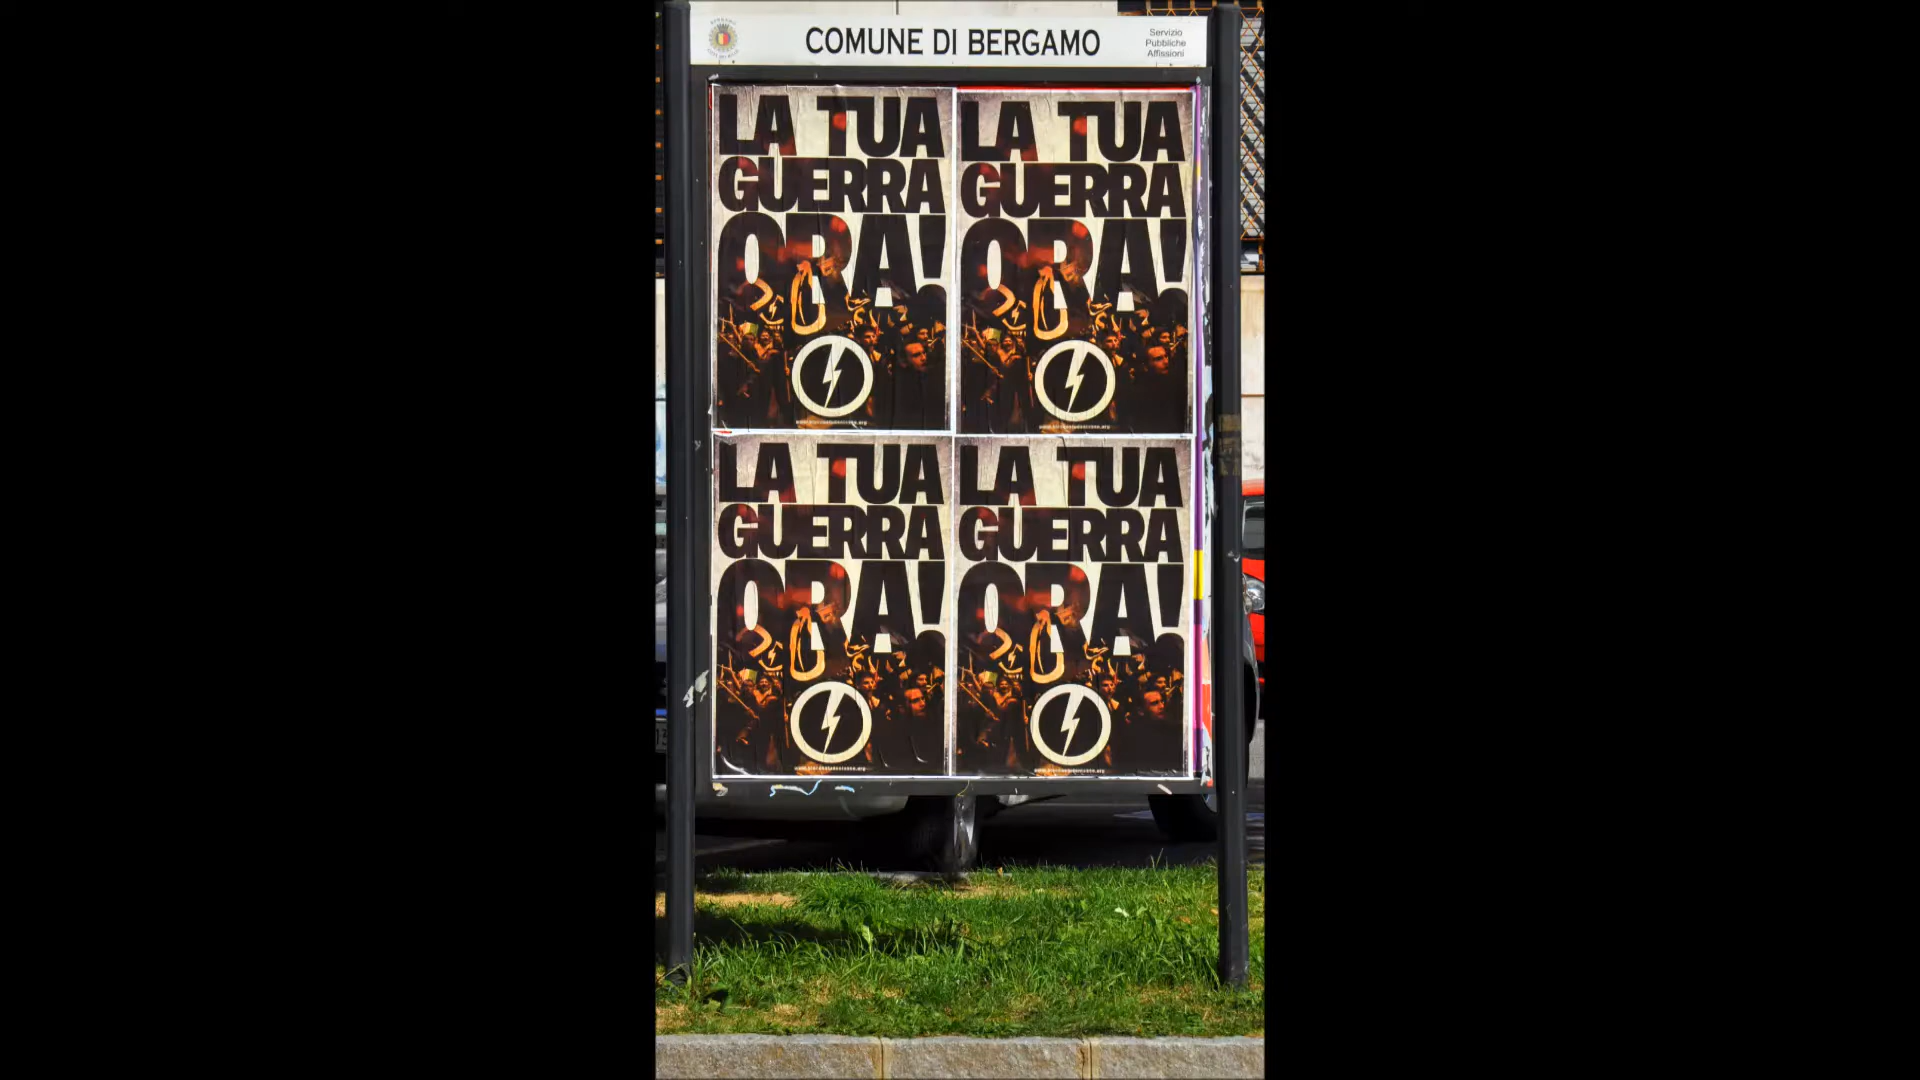 COMUNE DI BERGAMO
Servizio
Pubbliche
Affissioni
LA TUA
GUERRA
ORA!
LA TUA
GUERRA
ORA!
LA TUA
GUERRA
ORA!
LA TUA
GUERRA
ORA!